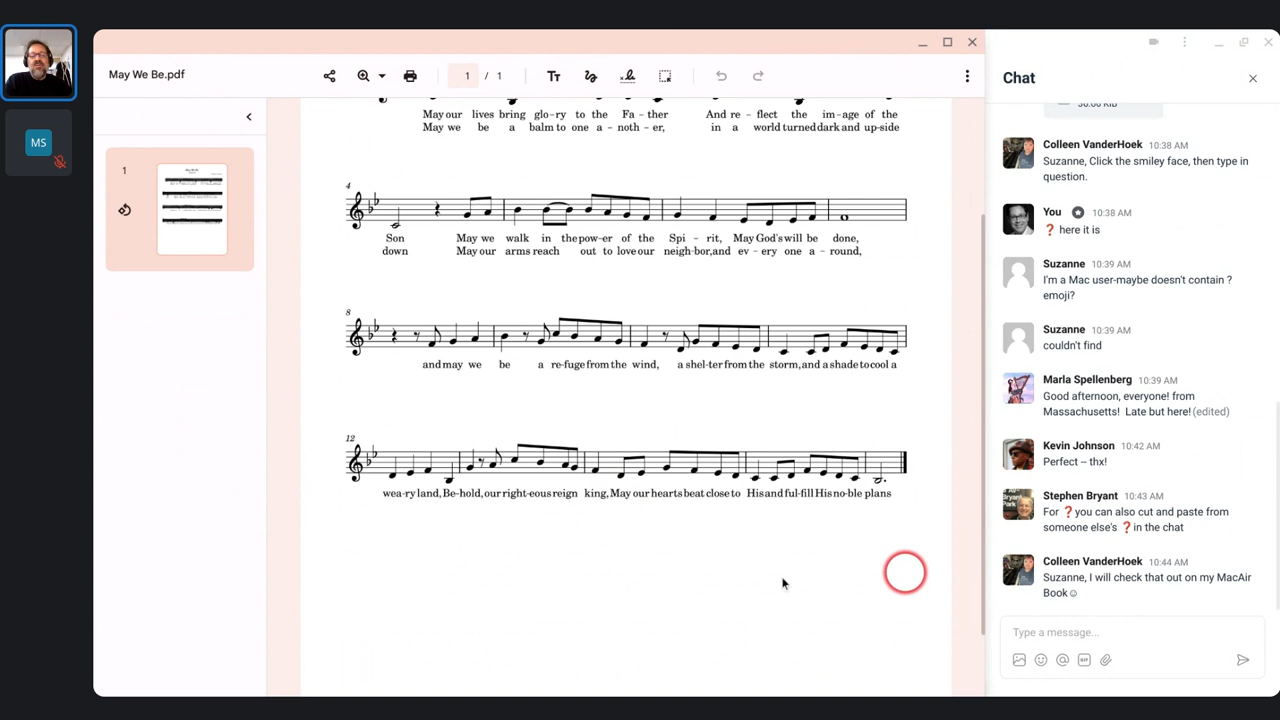 May We Be.pdf
1 / 1
MS
1
May our lives bring glo-ry to the Fa-ther And re-flect the im-age of the
May we be a balm to one a-noth-er, in a world turned dark and up-side
4
Son May we walk in the pow-er of the Spi-rit, May God's will be done,
down May our arms reach out to love our neigh-bor, and ev-ery one a-round,
8
and may we be a re-fuge from the wind, a shel-ter from the storm, and a shade to cool a
12
wea-ry land, Be-hold, our right-eous reign king, May our hearts beat close to His and ful-fill His no-ble plans
Chat
Colleen VanderHoek 10:38 AM
Suzanne, Click the smiley face, then type in
question.
You 10:38 AM
❓ here it is
Suzanne 10:39 AM
I'm a Mac user-maybe doesn't contain ?
emoji?
Suzanne 10:39 AM
couldn't find
Marla Spellenberg 10:39 AM
Good afternoon, everyone! from
Massachusetts! Late but here! (edited)
Kevin Johnson 10:42 AM
Perfect -- thx!
Stephen Bryant 10:43 AM
For ❓you can also cut and paste from
someone else's ❓in the chat
Colleen VanderHoek 10:44 AM
Suzanne, I will check that out on my MacAir
Book☺
Type a message...
GIF